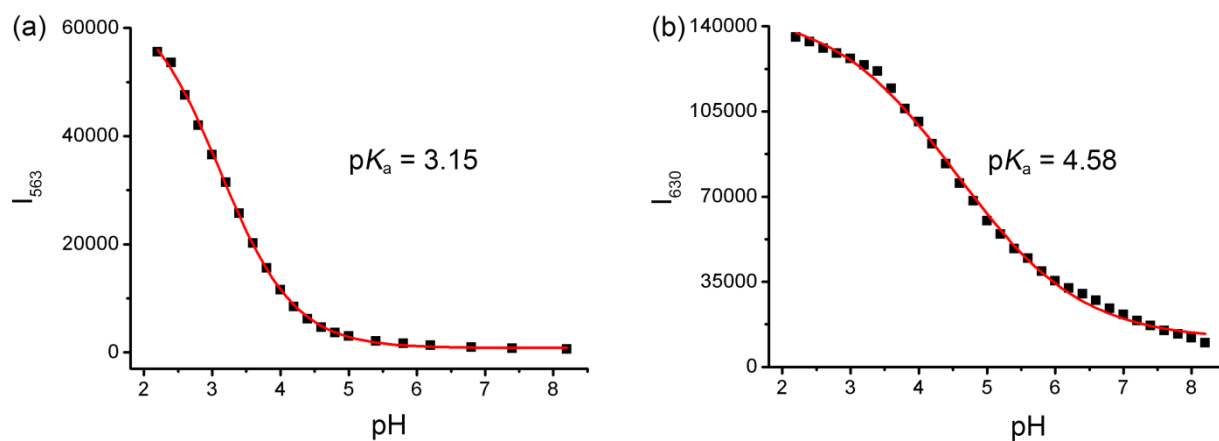 (a)
60000
40000
20000
0
I563
pKa = 3.15
2 3 4 5 6 7 8
pH
(b)
140000
105000
70000
35000
0
I630
pKa = 4.58
2 3 4 5 6 7 8
pH